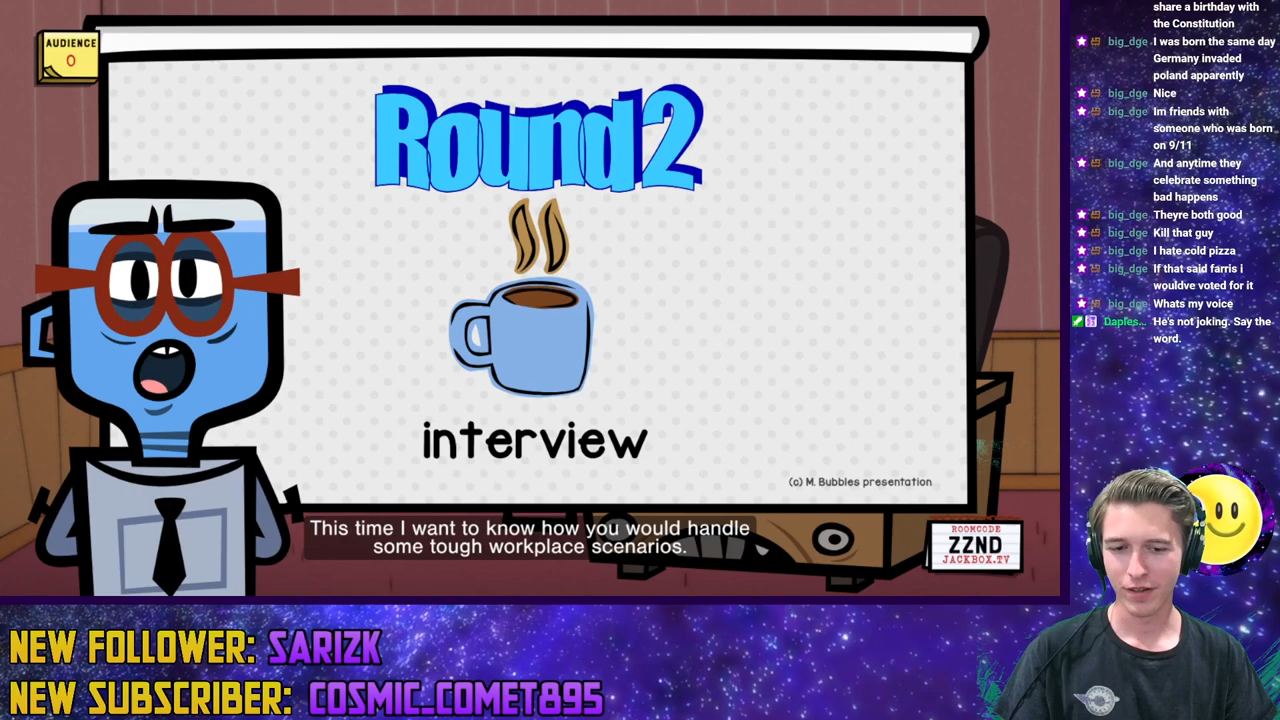 AUDIENCE
0
Round 2
interview
(c) M. Bubbles presentation
This time I want to know how you would handle
some tough workplace scenarios.
ROOMCODE
ZZND
JACKBOX.TV
share a birthday with
the Constitution
big_dge I was born the same day
Germany Invaded
poland apparently
big_dge Nice
big_dge Im friends with
someone who was born
on 9/11
big_dge And anytime they
celebrate something
bad happens
big_dge Theyre both good
big_dge Kill that guy
big_dge I hate cold pizza
big_dge If that said farris i
wouldve voted for it
big_dge Whats my voice
Daples... He's not joking. Say the
word.
NEW FOLLOWER: SARIZK
NEW SUBSCRIBER: COSMIC_COMET895